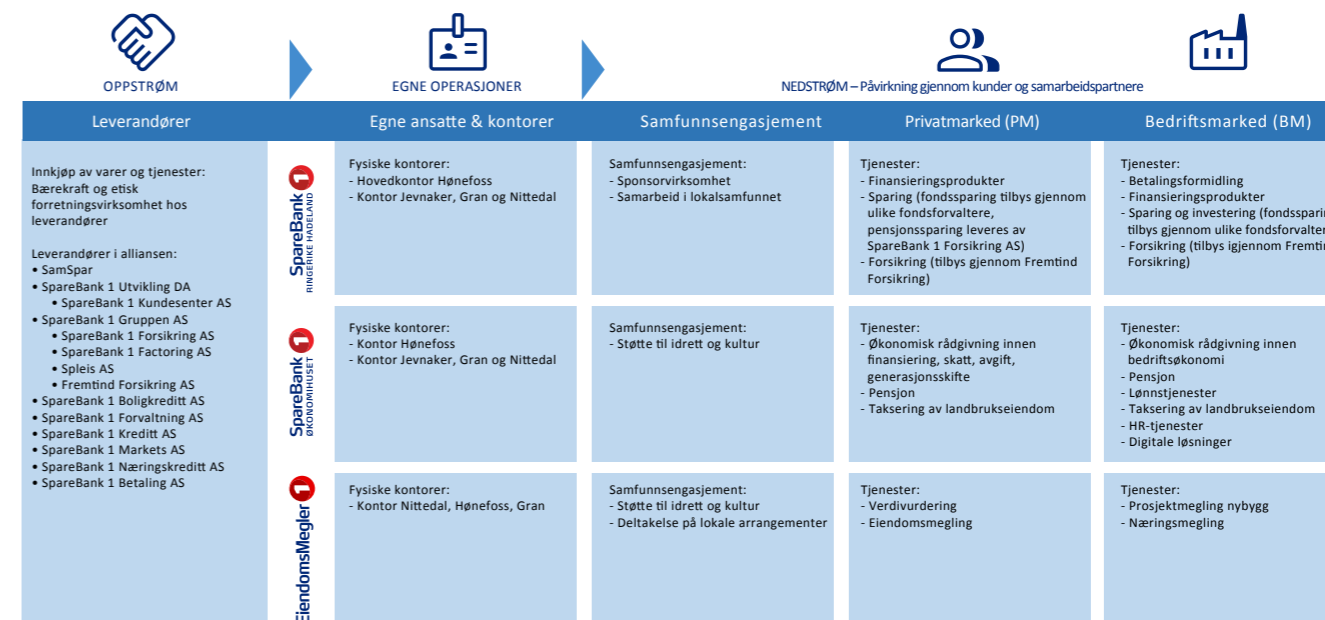 OPPSTRØM
EGNE OPERASJONER
NEDSTRØM – Påvirkning gjennom kunder og samarbeidspartnere
Leverandører
Egne ansatte & kontorer
Samfunnsengasjement
Privatmarked (PM)
Bedriftsmarked (BM)
Innkjøp av varer og tjenester:
Bærekraft og etisk
forretningsvirksomhet hos
leverandører
Leverandører i alliansen:
• SamSpar
• SpareBank 1 Utvikling DA
• SpareBank 1 Kundesenter AS
• SpareBank 1 Gruppen AS
• SpareBank 1 Forsikring AS
• SpareBank 1 Factoring AS
• Spleis AS
• Fremtind Forsikring AS
• SpareBank 1 Boligkreditt AS
• SpareBank 1 Forvaltning AS
• SpareBank 1 Kreditt AS
• SpareBank 1 Markets AS
• SpareBank 1 Næringskreditt AS
• SpareBank 1 Betaling AS
SpareBank 1
RINGERIKE HADELAND
Fysiske kontorer:
- Hovedkontor Hønefoss
- Kontor Jevnaker, Gran og Nittedal
Samfunnsengasjement:
- Sponsorvirksomhet
- Samarbeid i lokalsamfunnet
Tjenester:
- Finansieringsprodukter
- Sparing (fondssparing tilbys gjennom
ulike fondsforvaltere,
pensjonssparing leveres av
SpareBank 1 Forsikring AS)
- Forsikring (tilbys gjennom Fremtind
Forsikring)
Tjenester:
- Betalingsformidling
- Finansieringsprodukter
- Sparing og investering (fondssparin
tilbys gjennom ulike fondsforvalter
- Forsikring (tilbys igjennom Fremtin
Forsikring)
SpareBank 1
ØKONOMIHUSET
Fysiske kontorer:
- Kontor Hønefoss
- Kontor Jevnaker, Gran og Nittedal
Samfunnsengasjement:
- Støtte til idrett og kultur
Tjenester:
- Økonomisk rådgivning innen
finansiering, skatt, avgift,
generasjonsskifte
- Pensjon
- Taksering av landbrukseiendom
Tjenester:
- Økonomisk rådgivning innen
bedriftsøkonomi
- Pensjon
- Lønnstjenester
- Taksering av landbrukseiendom
- HR-tjenester
- Digitale løsninger
EiendomsMegler 1
Fysiske kontorer:
- Kontor Nittedal, Hønefoss, Gran
Samfunnsengasjement:
- Støtte til idrett og kultur
- Deltakelse på lokale arrangementer
Tjenester:
- Verdivurdering
- Eiendomsmegling
Tjenester:
- Prosjektmegling nybygg
- Næringsmegling